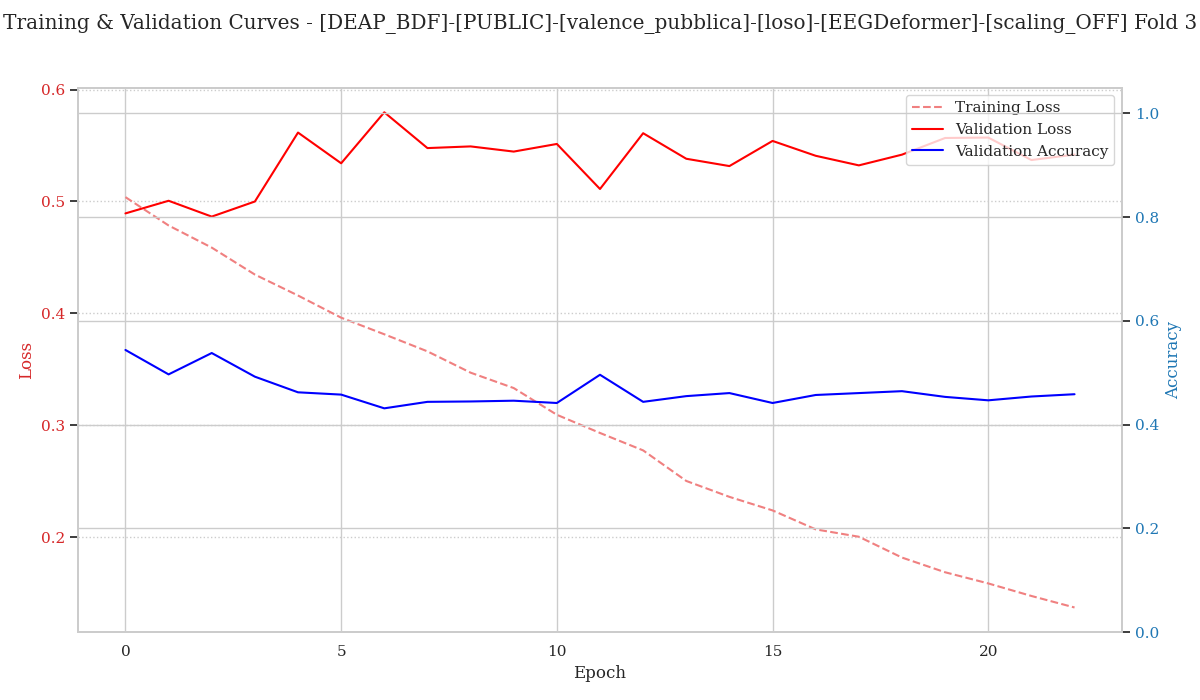 Training & Validation Curves - [DEAP_BDF]-[PUBLIC]-[valence_pubblica]-[loso]-[EEGDeformer]-[scaling_OFF] Fold 3
Training Loss
Validation Loss
Validation Accuracy
0.6
0.5
0.4
0.3
0.2
Loss
1.0
0.8
0.6
0.4
0.2
0.0
Accuracy
0
5
10
15
20
Epoch